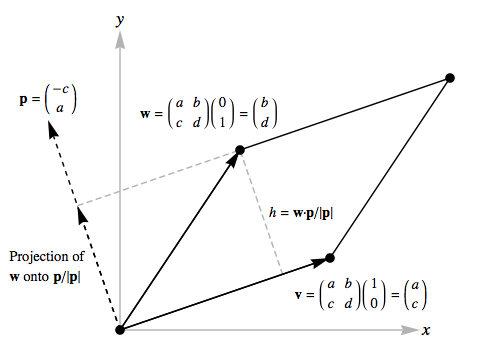 y
p = (−c a)
w = (a b c d)(0 1) = (b d)
h = w·p/|p|
Projection of
w onto p/|p|
v = (a b c d)(1 0) = (a c)
x